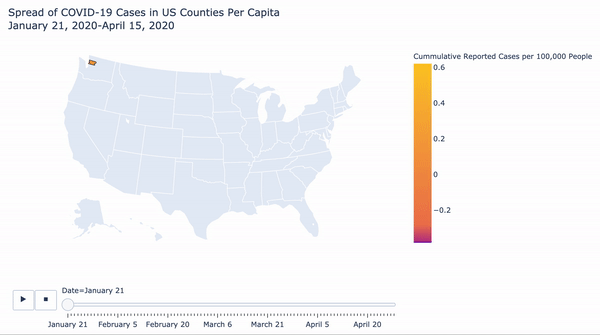 Spread of COVID-19 Cases in US Counties Per Capita
January 21, 2020-April 15, 2020
Cummulative Reported Cases per 100,000 People
0.6
0.4
0.2
0
−0.2
Date=January 21
January 21 February 5 February 20 March 6 March 21 April 5 April 20